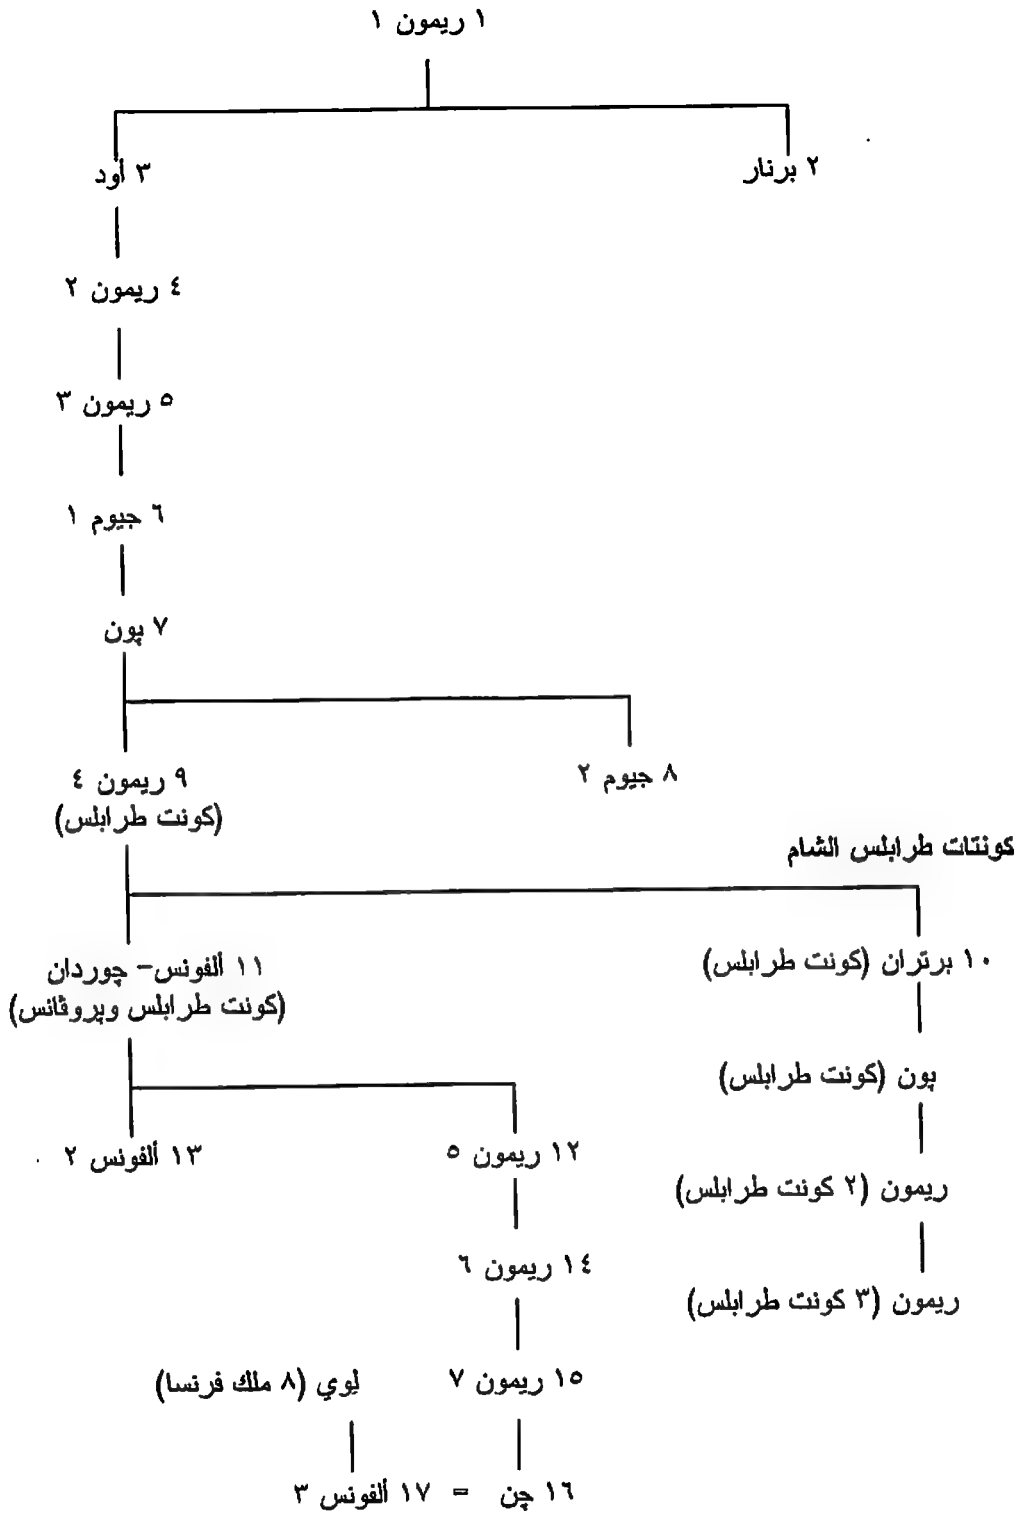 ١ ريمون ١
٢ برنار
٣ أود
٤ ريمون ٢
٥ ريمون ٣
٦ جيوم ١
٧ پون
٨ جيوم ٢
٩ ريمون ٤
(كونت طرابلس)
كونتات طرابلس الشام
١٠ برتران (كونت طرابلس)
١١ ألفونس- چوردان
(كونت طرابلس وپروڤانس)
پون (كونت طرابلس)
١٢ ريمون ٥
١٣ ألفونس ٢
ريمون (٢ كونت طرابلس)
١٤ ريمون ٦
ريمون (٣ كونت طرابلس)
١٥ ريمون ٧
لوي (٨ ملك فرنسا)
١٦ چن = ١٧ ألفونس ٣